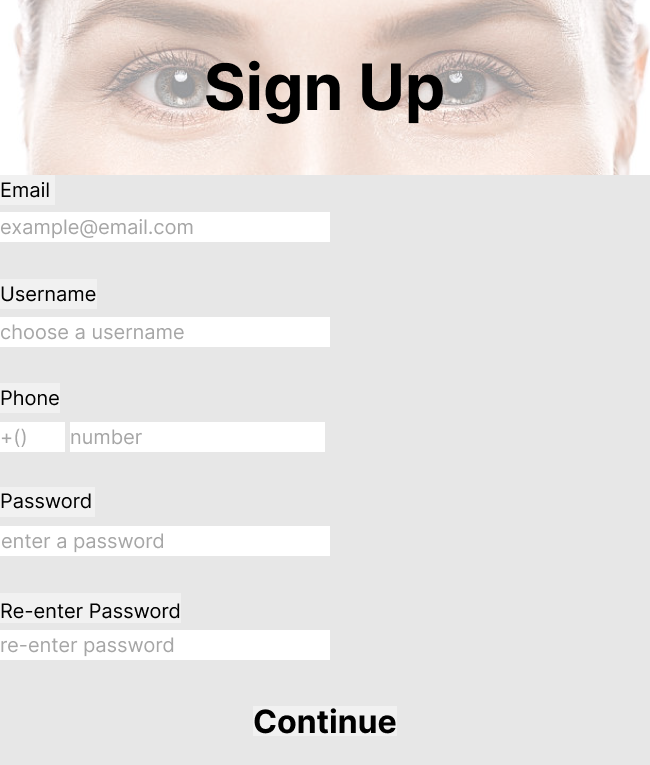 Sign Up
Email
example@email.com
Username
choose a username
Phone
+() number
Password
enter a password
Re-enter Password
re-enter password
Continue